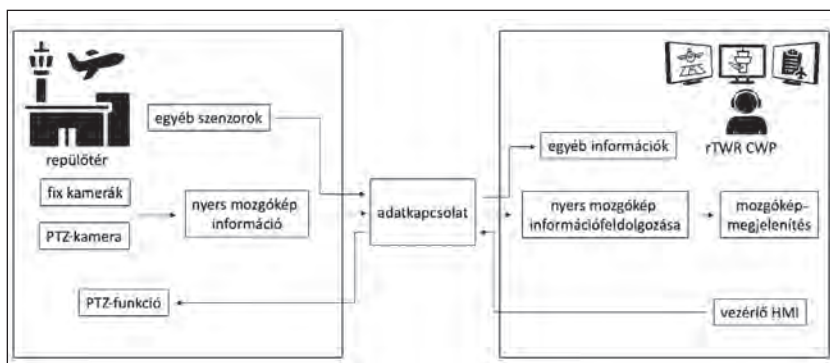 egyéb szenzorok
repülőtér
fix kamerák
PTZ-kamera
nyers mozgókép
információ
PTZ-funkció
adatkapcsolat
egyéb információk
rTWR CWP
nyers mozgókép
információfeldolgozása
mozgókép-
megjelenítés
vezérlő HMI